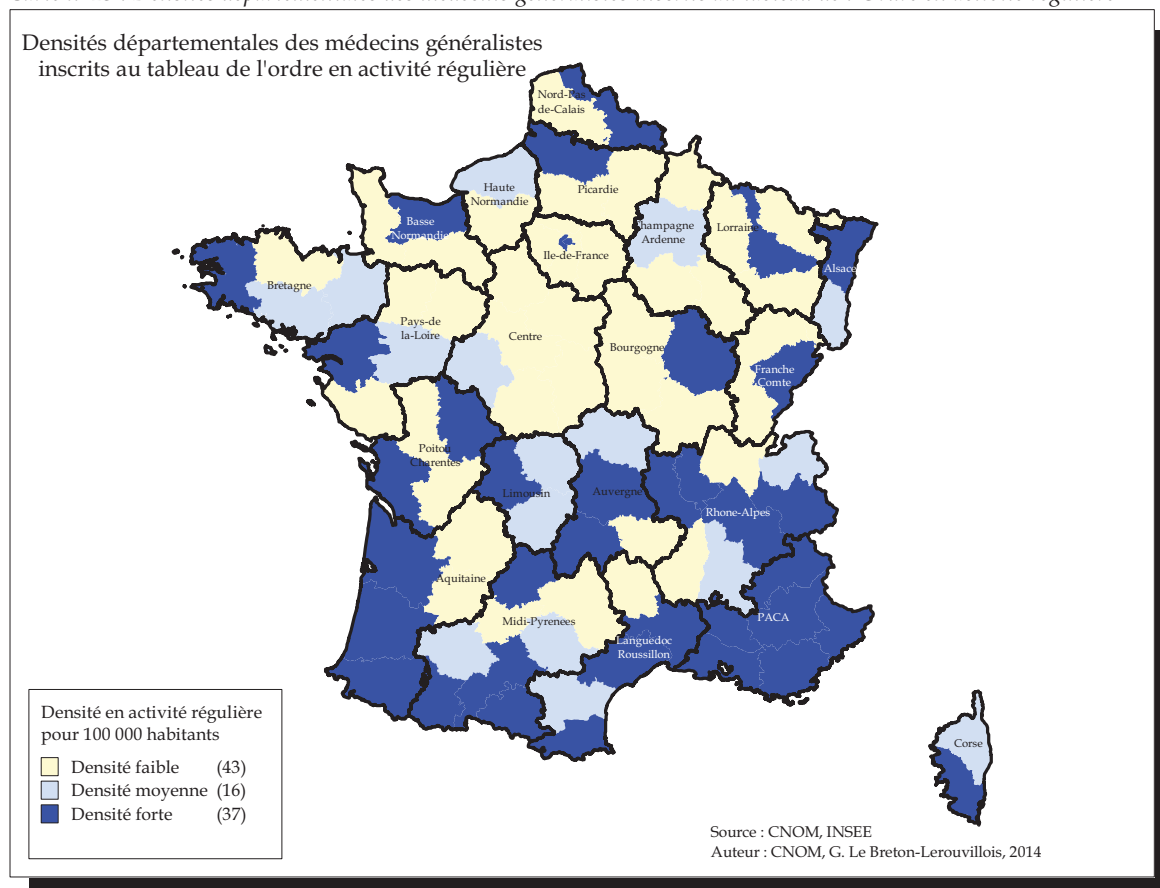 Densités départementales des médecins généralistes
inscrits au tableau de l'ordre en activité régulière
Nord-Pas
de-Calais
Haute
Normandie
Picardie
Basse
Normandie
Champagne
Ardenne
Lorraine
Ile-de-France
Alsace
Bretagne
Pays-de
la-Loire
Centre
Bourgogne
Franche
Comte
Poitou
Charentes
Limousin
Auvergne
Rhone-Alpes
Aquitaine
Midi-Pyrenees
PACA
Languedoc
Roussillon
Corse
Densité en activité régulière
pour 100 000 habitants
Densité faible (43)
Densité moyenne (16)
Densité forte (37)
Source : CNOM, INSEE
Auteur : CNOM, G. Le Breton-Lerouvillois, 2014